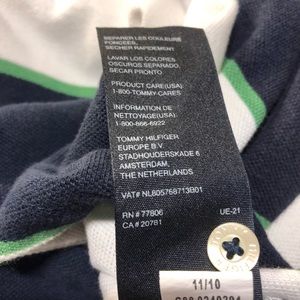 SEPARER LES COULEURS
FONCEES,
SECHER RAPIDEMENT
LAVAR LOS COLORES
OSCUROS SEPARADO,
SECAR PRONTO
PRODUCT CARE(USA)
1-800-TOMMY-CARES
INFORMATION DE
NETTOYAGE(USA)
1-800-866-6922
TOMMY HILFIGER
EUROPE B.V.
STADHOUDERSKADE 6
AMSTERDAM,
THE NETHERLANDS
VAT# NL805768713B01
RN # 77806 UE-21
CA # 20781
11/10